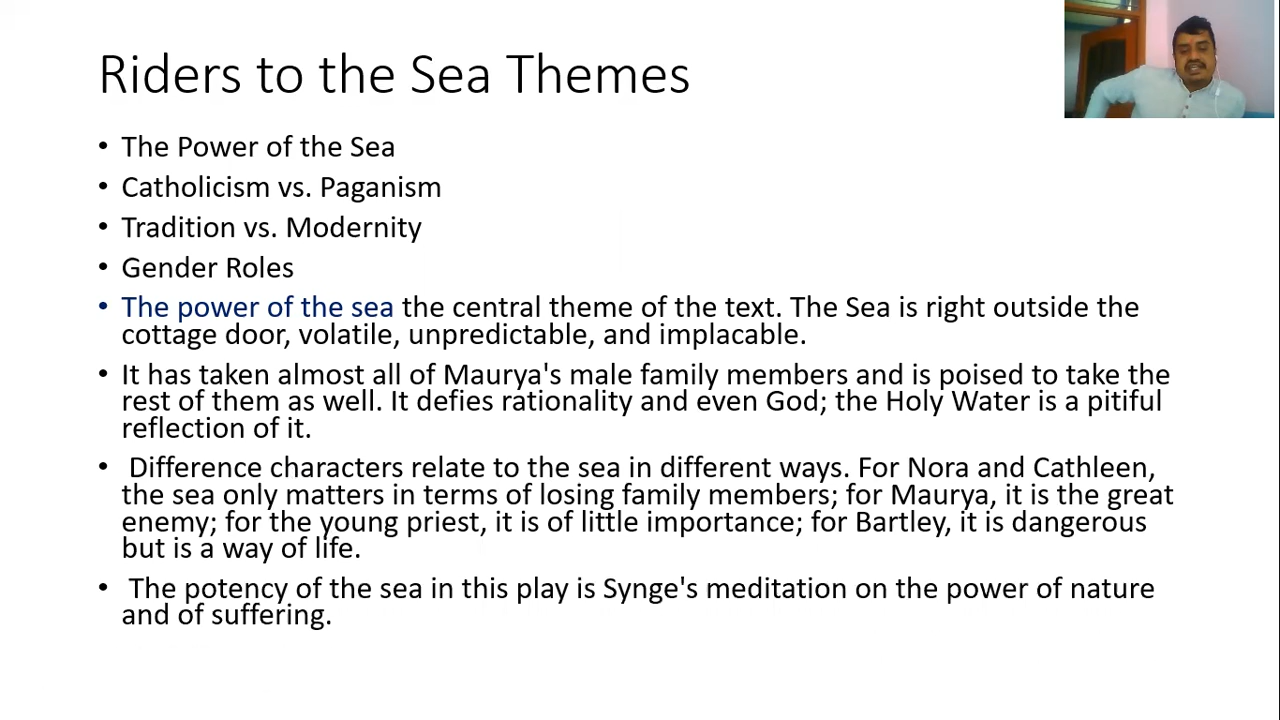 Riders to the Sea Themes
• The Power of the Sea
• Catholicism vs. Paganism
• Tradition vs. Modernity
• Gender Roles
• The power of the sea the central theme of the text. The Sea is right outside the
cottage door, volatile, unpredictable, and implacable.
• It has taken almost all of Maurya's male family members and is poised to take the
rest of them as well. It defies rationality and even God; the Holy Water is a pitiful
reflection of it.
• Difference characters relate to the sea in different ways. For Nora and Cathleen,
the sea only matters in terms of losing family members; for Maurya, it is the great
enemy; for the young priest, it is of little importance; for Bartley, it is dangerous
but is a way of life.
• The potency of the sea in this play is Synge's meditation on the power of nature
and of suffering.